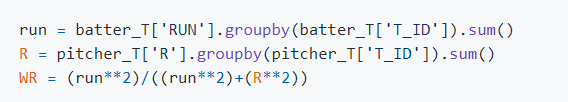 run = batter_T['RUN'].groupby(batter_T['T_ID']).sum()
R = pitcher_T['R'].groupby(pitcher_T['T_ID']).sum()
WR = (run**2)/((run**2)+(R**2))